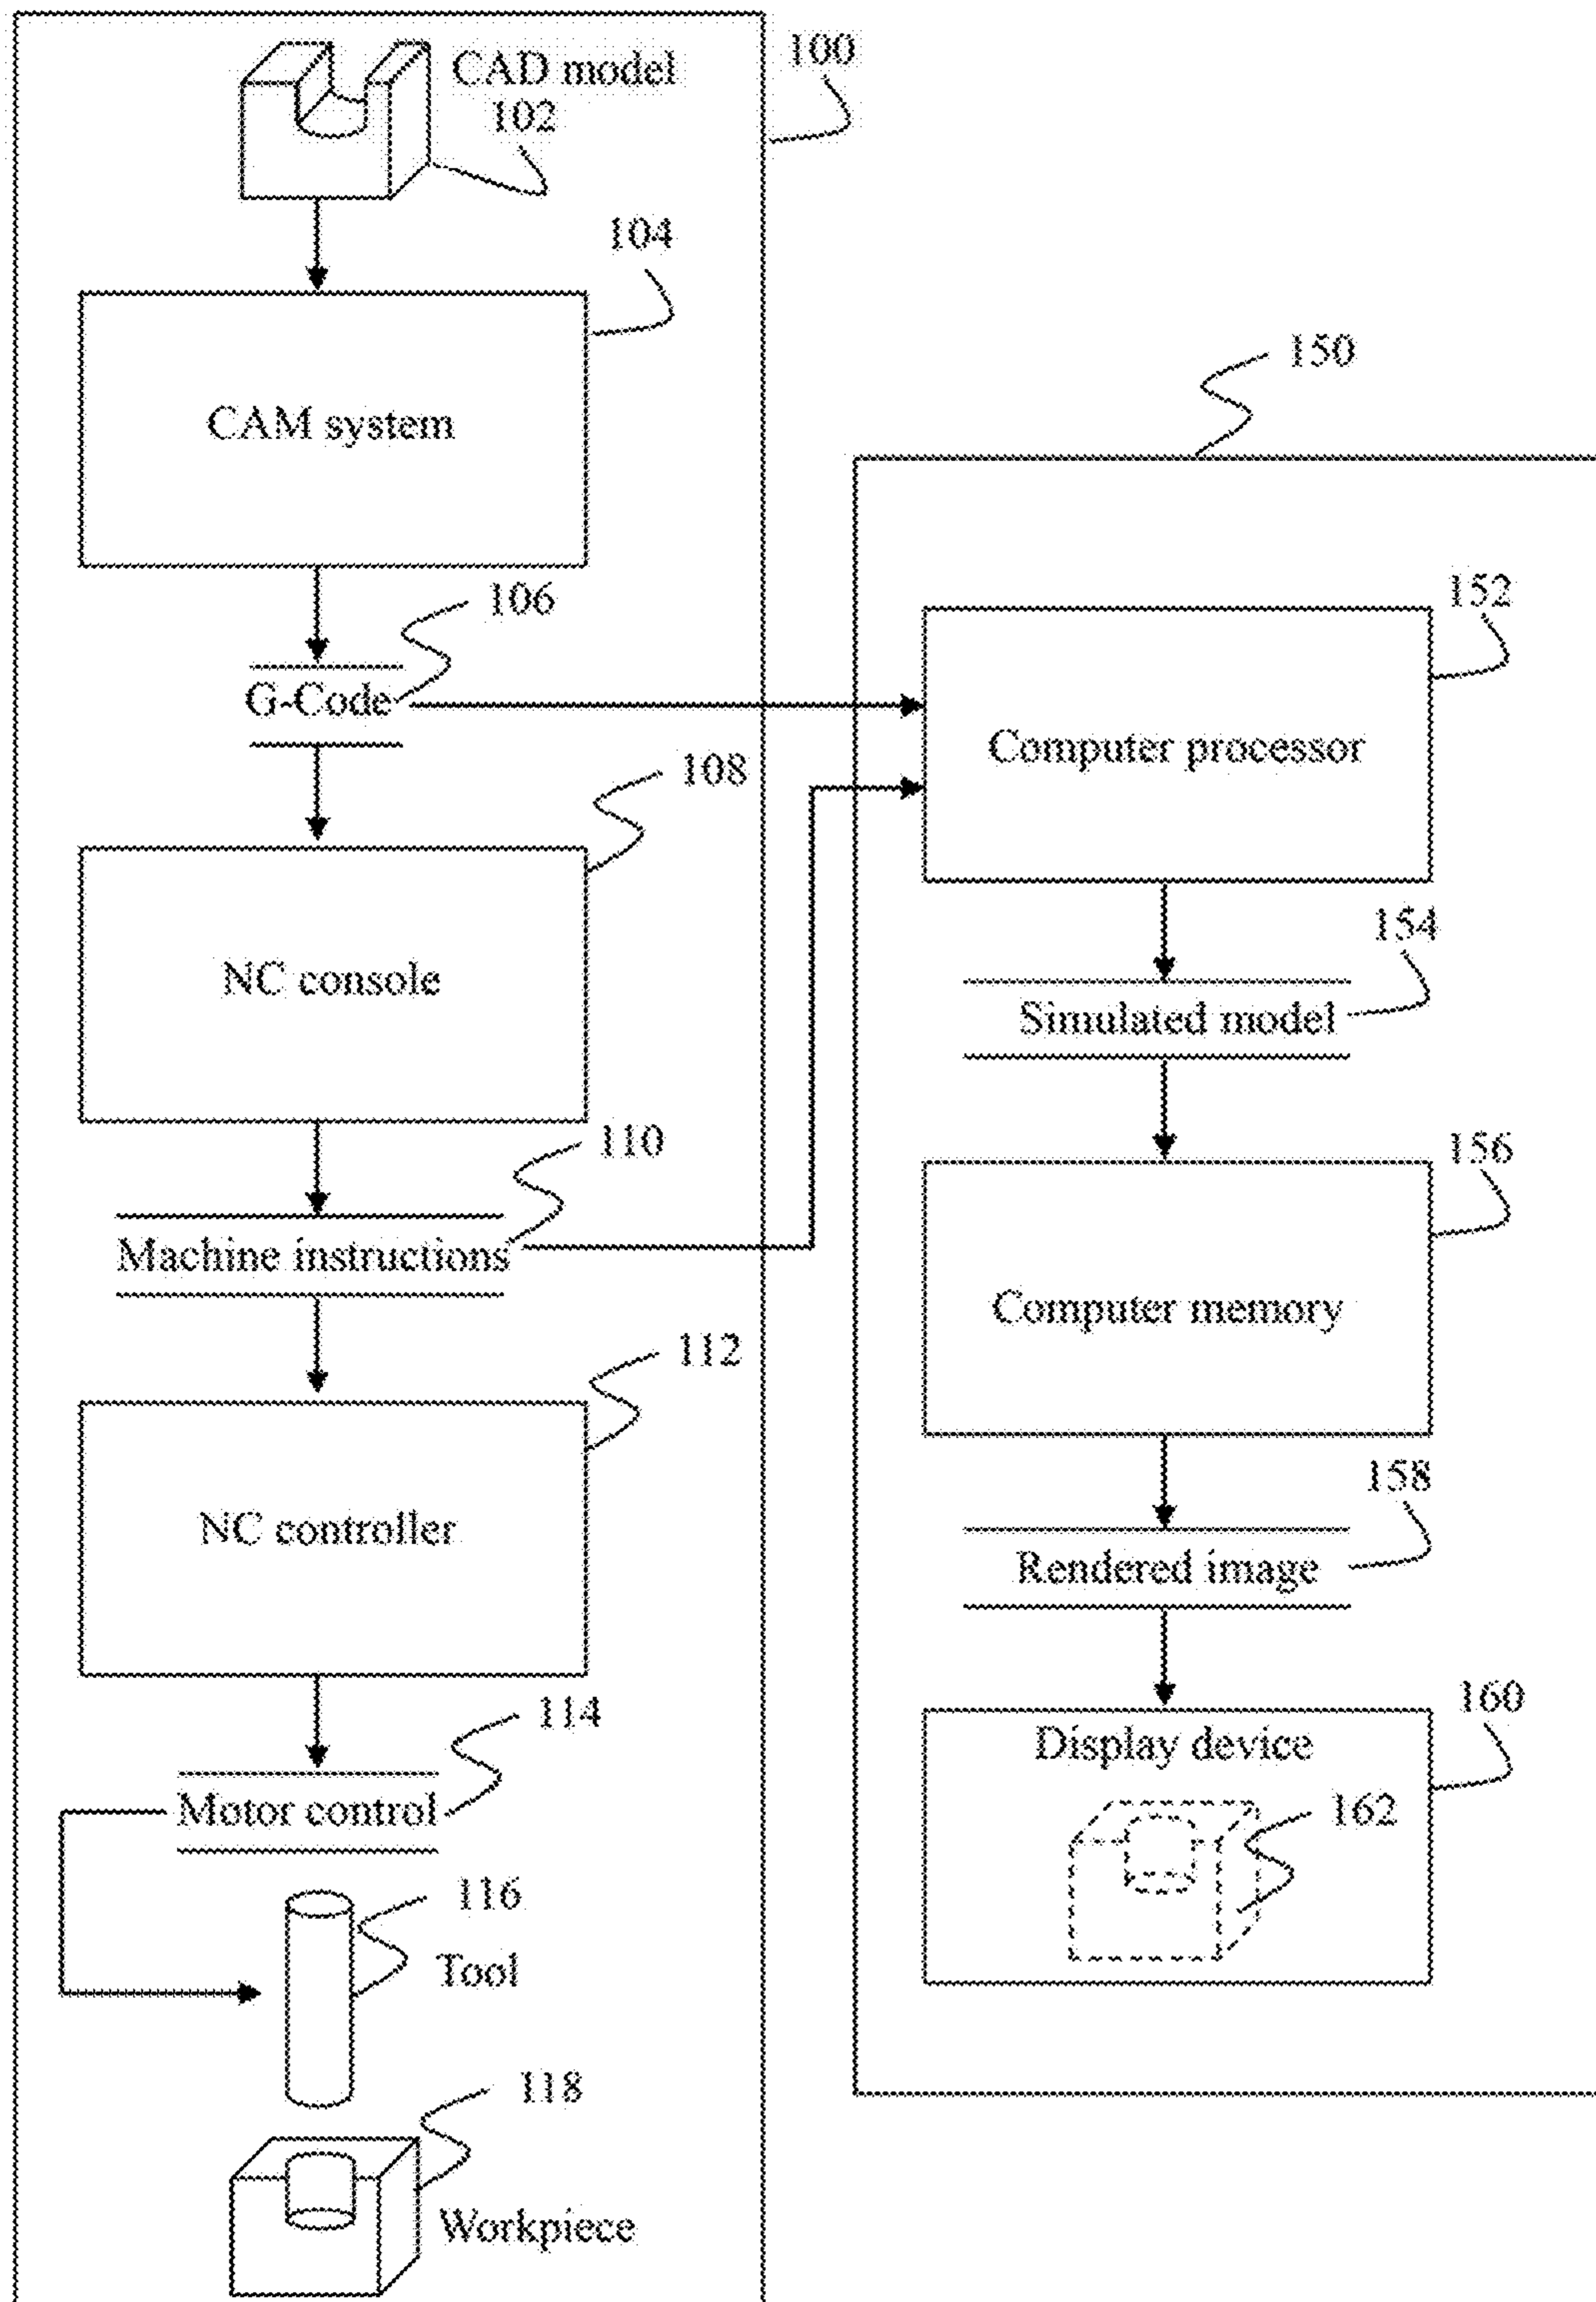 CAD model
102
100
104
CAM system
106
G-Code
108
NC console
110
Machine instructions
112
NC controller
114
Motor control
116
Tool
118
Workpiece
150
152
Computer processor
154
Simulated model
156
Computer memory
158
Rendered image
160
Display device
162